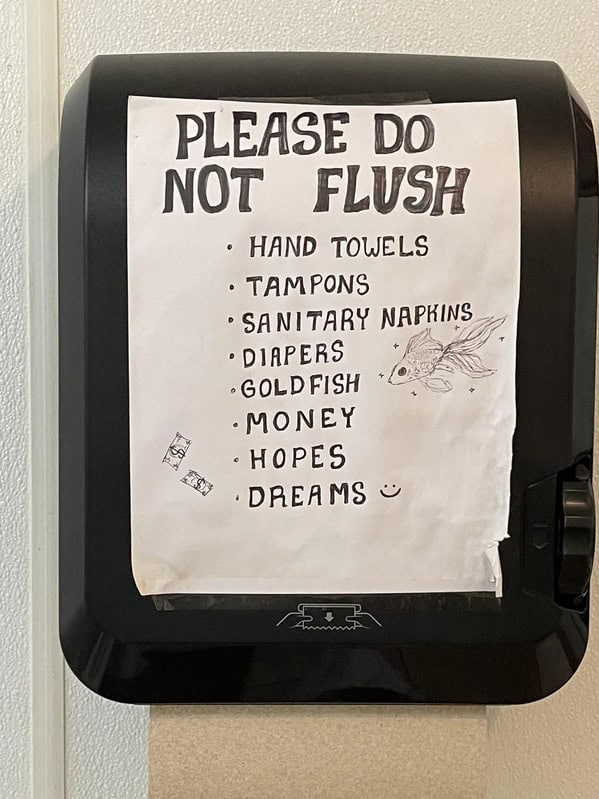 PLEASE DO
NOT FLUSH
• HAND TOWELS
• TAMPONS
• SANITARY NAPKINS
• DIAPERS
• GOLDFISH
• MONEY
• HOPES
• DREAMS
$
$